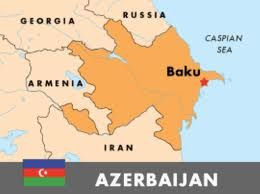 RUSSIA
GEORGIA
CASPIAN
SEA
Baku
ARMENIA
IRAN
AZERBAIJAN